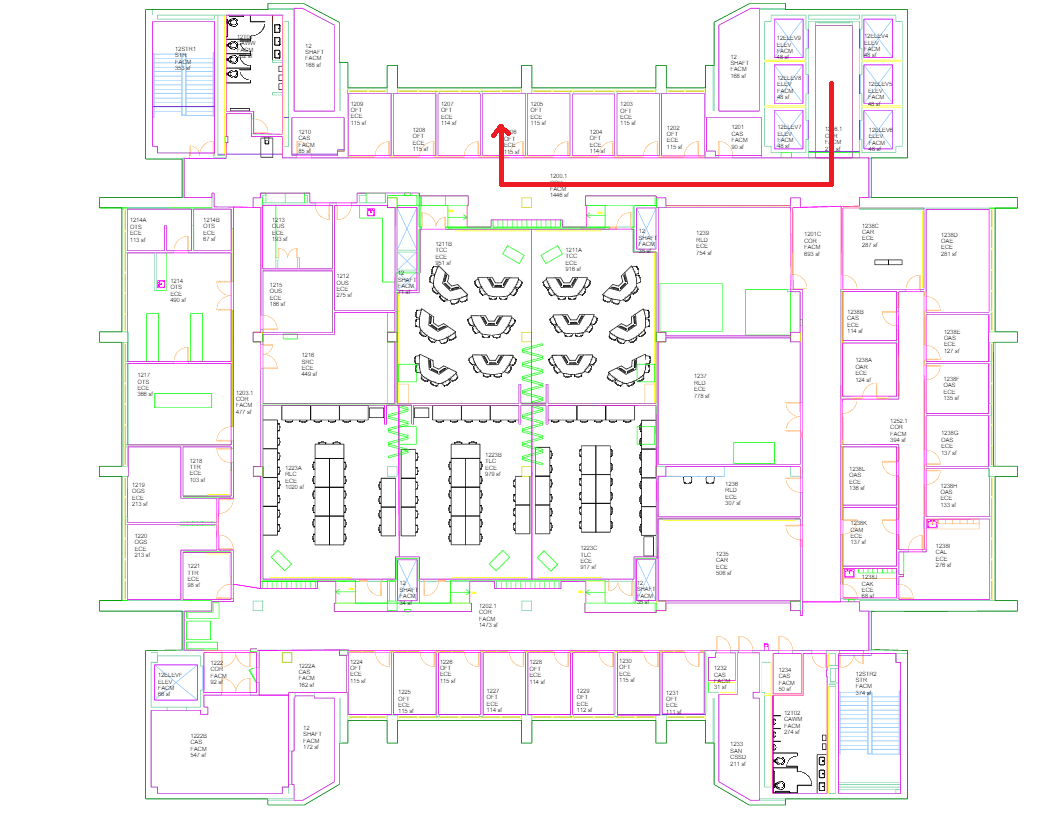 12STR1
STR
FACM
353 sf
FACM
12
SHAFT
FACM
168 sf
12
SHAFT
FACM
168 sf
12ELEV9
ELEV
FACM
48 sf
12ELEV4
ELEV
FACM
48 sf
12ELEV8
ELEV
FACM
48 sf
12ELEV5
ELEV
FACM
48 sf
12ELEV7
ELEV
FACM
48 sf
12ELEV6
ELEV
FACM
48 sf
1210
CAS
FACM
85 sf
1209
OFT
ECE
115 sf
1208
OFT
ECE
115 sf
1207
OFT
ECE
114 sf
ECE
115 sf
1205
OFT
ECE
115 sf
1204
OFT
ECE
114 sf
1203
OFT
ECE
115 sf
1202
OFT
ECE
115 sf
1201
CAS
FACM
90 sf
1200.1
FACM
1446 sf
1214A
OTS
ECE
113 sf
1214B
OTS
ECE
67 sf
1213
OUS
ECE
193 sf
1212
OUS
ECE
275 sf
1211B
TCC
ECE
951 sf
1211A
TCC
ECE
916 sf
12
SHAFT
FACM
1239
RLD
ECE
754 sf
1201C
COR
FACM
693 sf
1238C
OAR
ECE
287 sf
1238D
OAE
ECE
281 sf
1214
OTS
ECE
490 sf
1215
OUS
ECE
186 sf
12
SHAFT
FACM
1238B
CAS
ECE
114 sf
1238E
OAS
ECE
127 sf
1216
SRC
ECE
449 sf
1238A
OAR
ECE
124 sf
1238F
OAS
ECE
135 sf
1217
OTS
ECE
388 sf
1203.1
COR
FACM
477 sf
1237
RLD
ECE
778 sf
1252.1
COR
FACM
394 sf
1238G
OAS
ECE
137 sf
1218
TTR
ECE
103 sf
1223A
RLC
ECE
1020 sf
1223B
TLC
ECE
979 sf
1238L
OAS
ECE
138 sf
1219
OGS
ECE
213 sf
1236
RLD
ECE
307 sf
1238H
OAS
ECE
133 sf
1220
OGS
ECE
213 sf
1238K
CAM
ECE
137 sf
1221
TTR
ECE
98 sf
1223C
TLC
ECE
917 sf
1235
CAR
ECE
508 sf
1238I
CAL
ECE
276 sf
1238J
CAK
ECE
68 sf
12
SHAFT
FACM
34 sf
12
SHAFT
FACM
35 sf
1202.1
COR
FACM
1473 sf
12ELEVF
ELEV
FACM
1222
COR
FACM
92 sf
1222A
CAS
FACM
162 sf
1224
OFT
ECE
115 sf
1225
OFT
ECE
115 sf
1226
OFT
ECE
115 sf
1227
OFT
ECE
114 sf
1228
OFT
ECE
114 sf
1229
OFT
ECE
112 sf
1230
OFT
ECE
115 sf
1231
OFT
ECE
111 sf
1232
CAS
FACM
31 sf
1234
CAS
FACM
50 sf
12STR2
STR
FACM
374 sf
1222B
CAS
FACM
547 sf
12
SHAFT
FACM
172 sf
1233
SAN
CSSD
211 sf
12T02
CAWM
FACM
274 sf